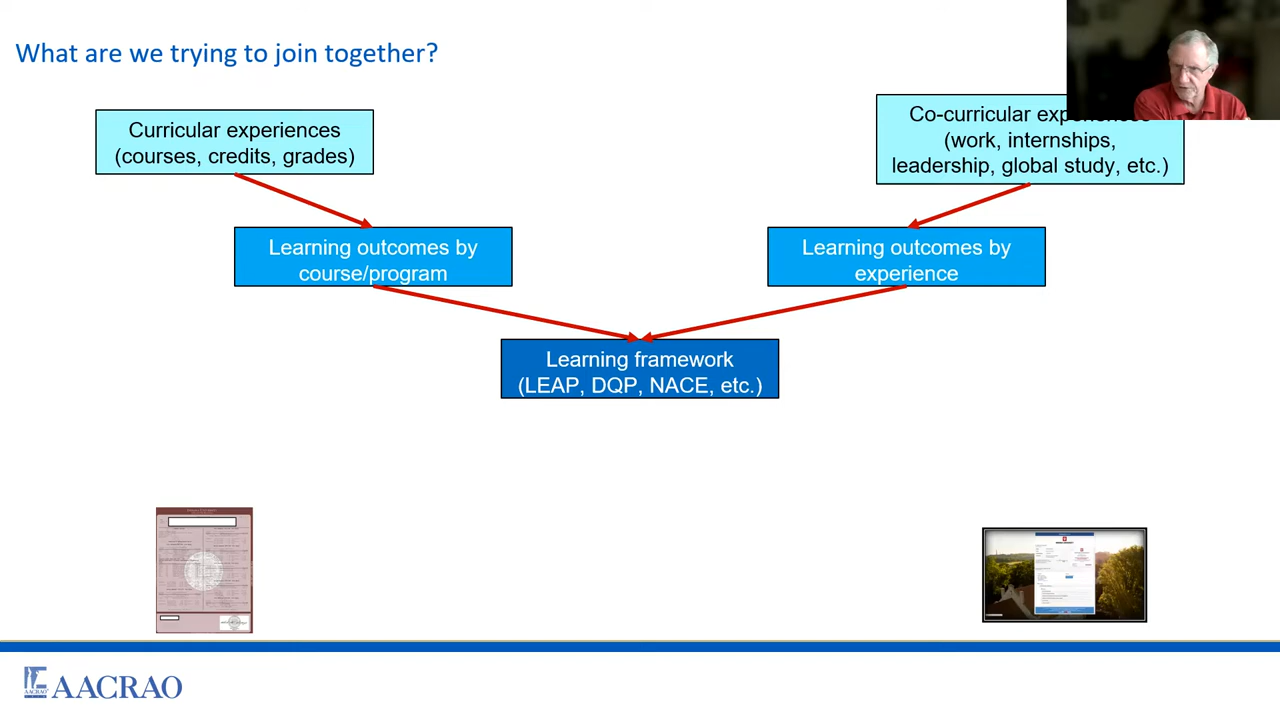 What are we trying to join together?
Curricular experiences
(courses, credits, grades)
Co-curricular
(work, internships,
leadership, global study, etc.)
Learning outcomes by
course/program
Learning outcomes by
experience
Learning framework
(LEAP, DQP, NACE, etc.)
AACRAO
AACRAO